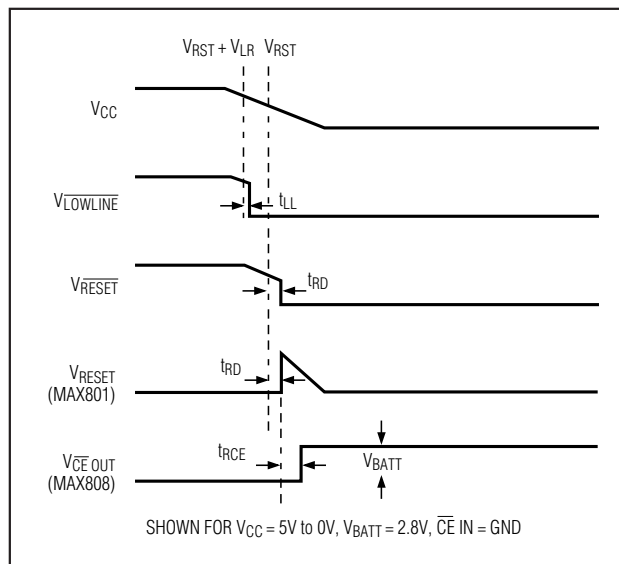 VRST + VLR VRST
VCC
VLOWLINE
tLL
VRESET
tRD
VRESET
(MAX801)
tRD
VCE OUT
(MAX808)
tRCE
VBATT
SHOWN FOR VCC = 5V to 0V, VBATT = 2.8V, CE IN = GND